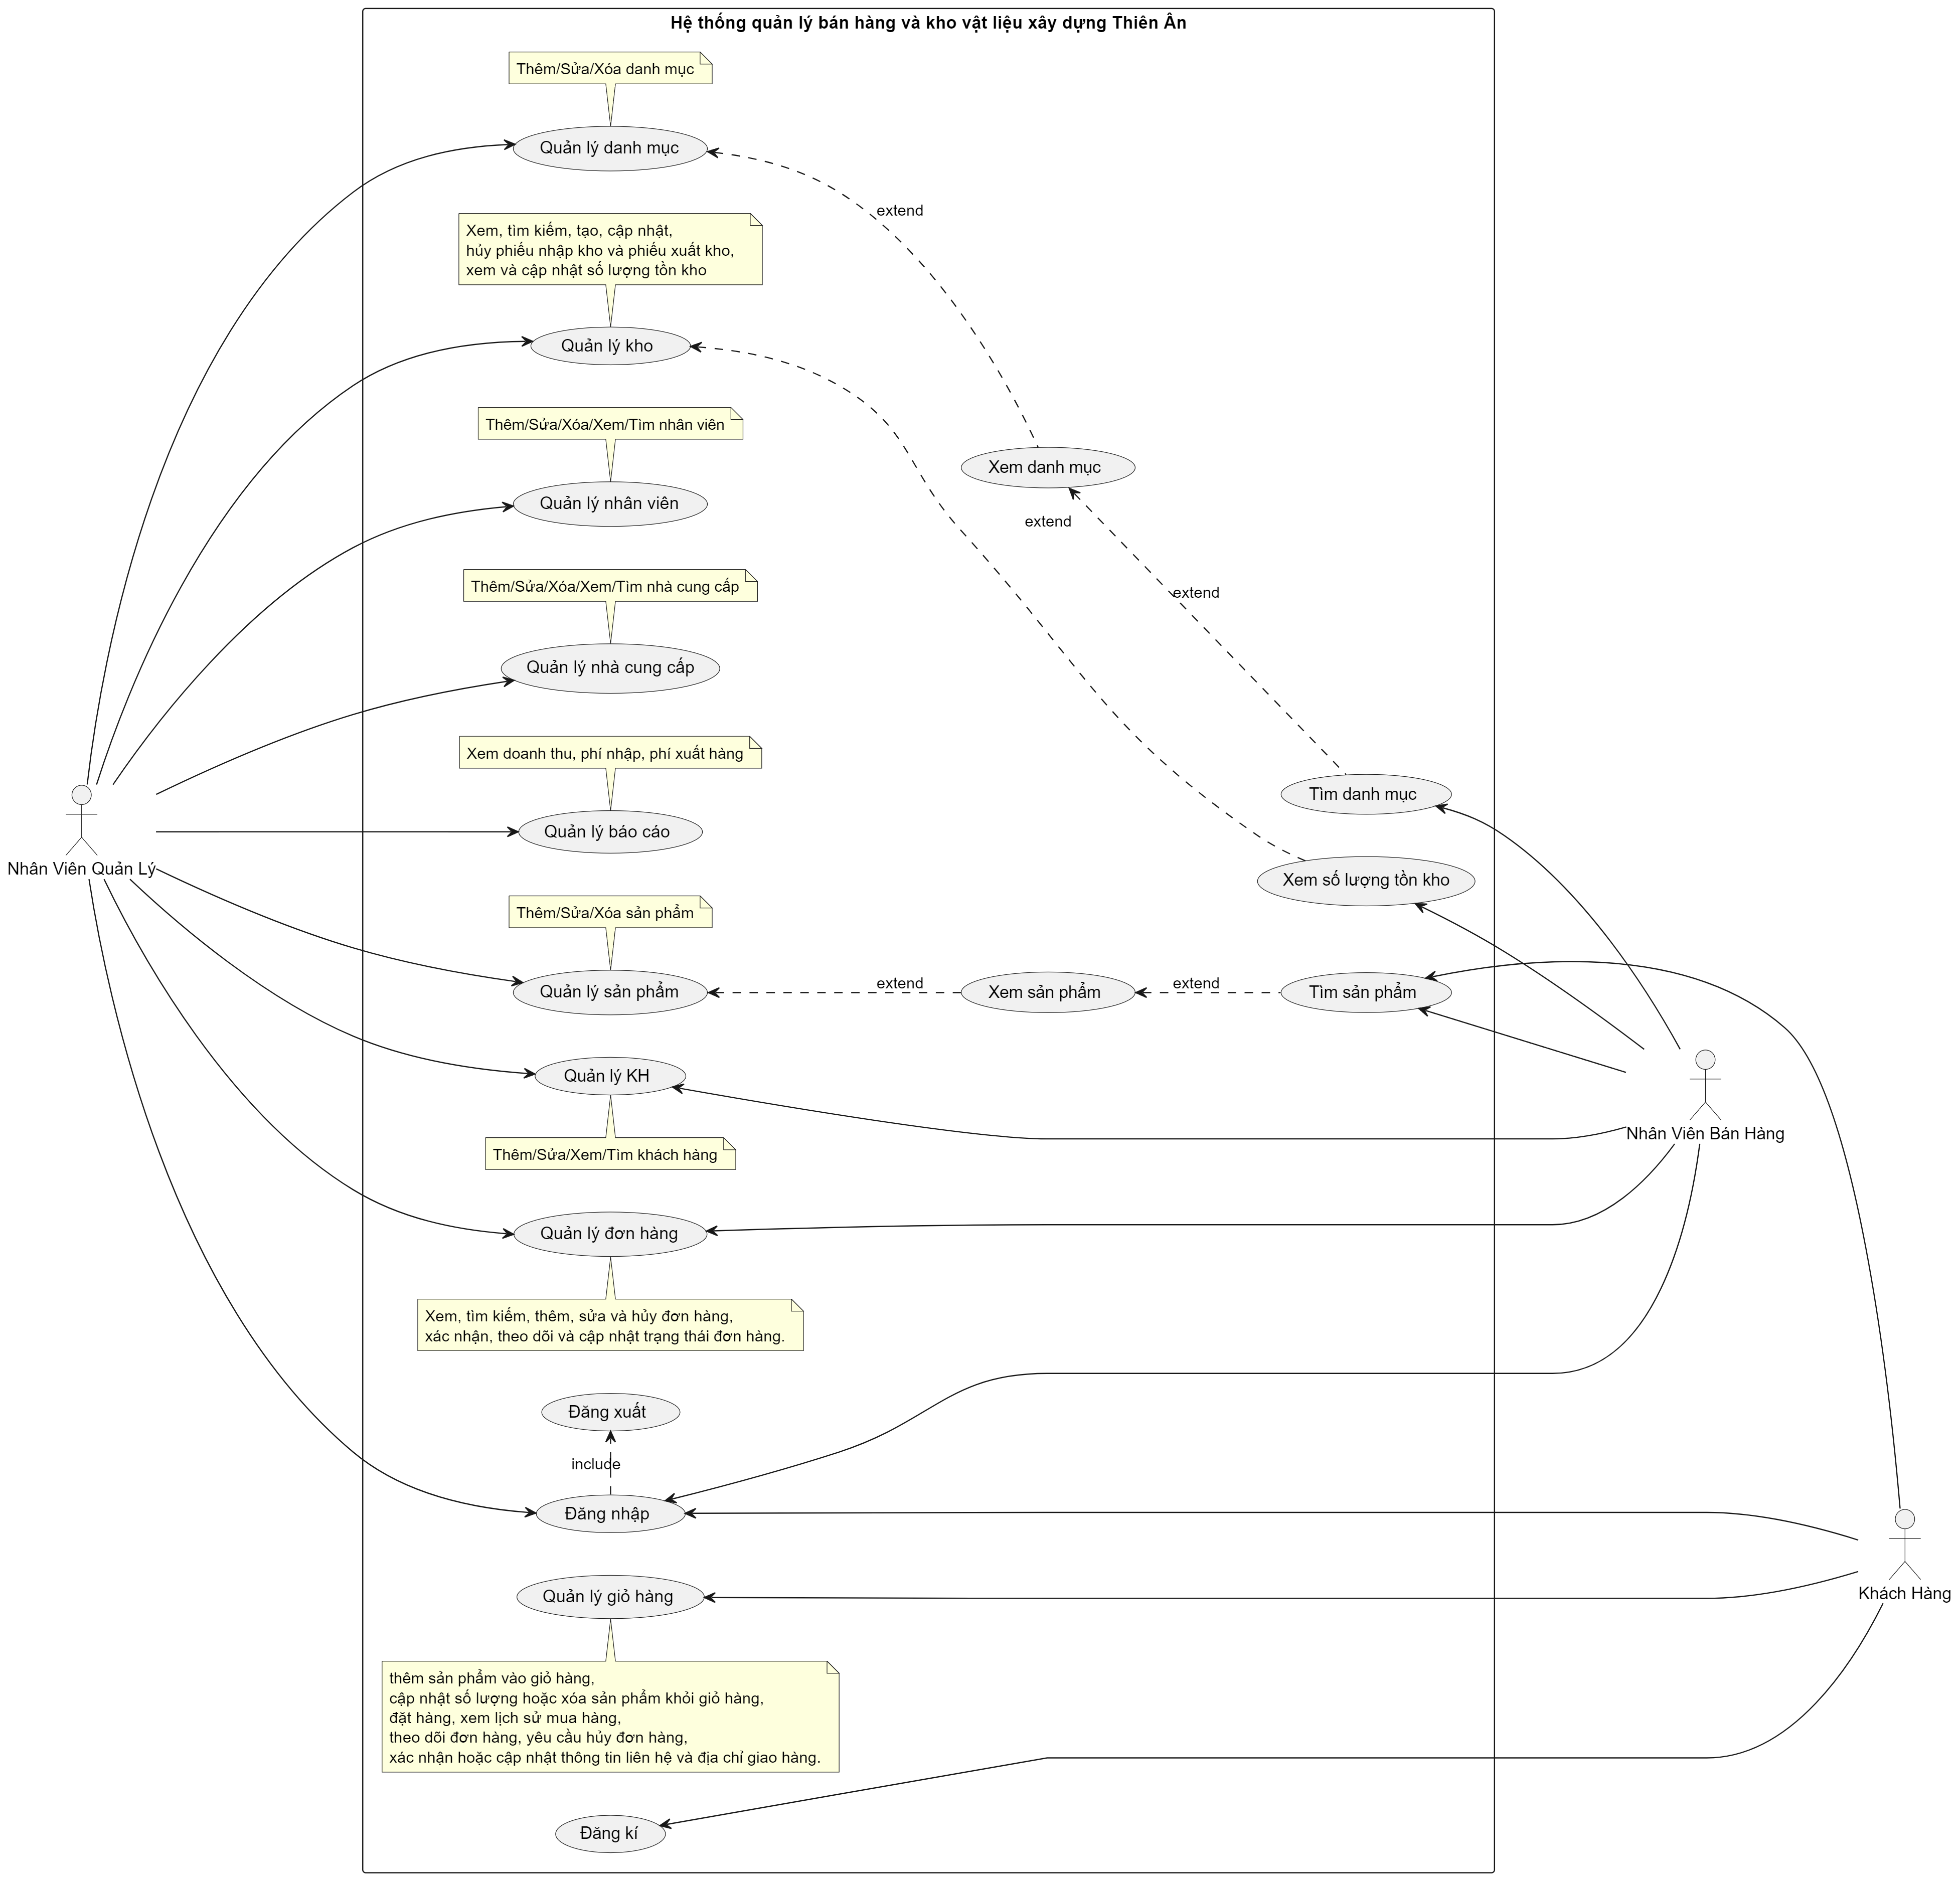 Hệ thống quản lý bán hàng và kho vật liệu xây dựng Thiên Ân
Thêm/Sửa/Xóa danh mục
Quản lý danh mục
extend
Xem, tìm kiếm, tạo, cập nhật,
hủy phiếu nhập kho và phiếu xuất kho,
xem và cập nhật số lượng tồn kho
Quản lý kho
Thêm/Sửa/Xóa/Xem/Tìm nhân viên
Xem danh mục
Quản lý nhân viên
extend
Thêm/Sửa/Xóa/Xem/Tìm nhà cung cấp
extend
Quản lý nhà cung cấp
Xem doanh thu, phí nhập, phí xuất hàng
Tìm danh mục
Quản lý báo cáo
Nhân Viên Quản Lý
Xem số lượng tồn kho
Thêm/Sửa/Xóa sản phẩm
Quản lý sản phẩm
extend
Xem sản phẩm
extend
Tìm sản phẩm
Quản lý KH
Nhân Viên Bán Hàng
Thêm/Sửa/Xem/Tìm khách hàng
Quản lý đơn hàng
Xem, tìm kiếm, thêm, sửa và hủy đơn hàng,
xác nhận, theo dõi và cập nhật trạng thái đơn hàng.
Đăng xuất
include
Đăng nhập
Quản lý giỏ hàng
Khách Hàng
thêm sản phẩm vào giỏ hàng,
cập nhật số lượng hoặc xóa sản phẩm khỏi giỏ hàng,
đặt hàng, xem lịch sử mua hàng,
theo dõi đơn hàng, yêu cầu hủy đơn hàng,
xác nhận hoặc cập nhật thông tin liên hệ và địa chỉ giao hàng.
Đăng kí